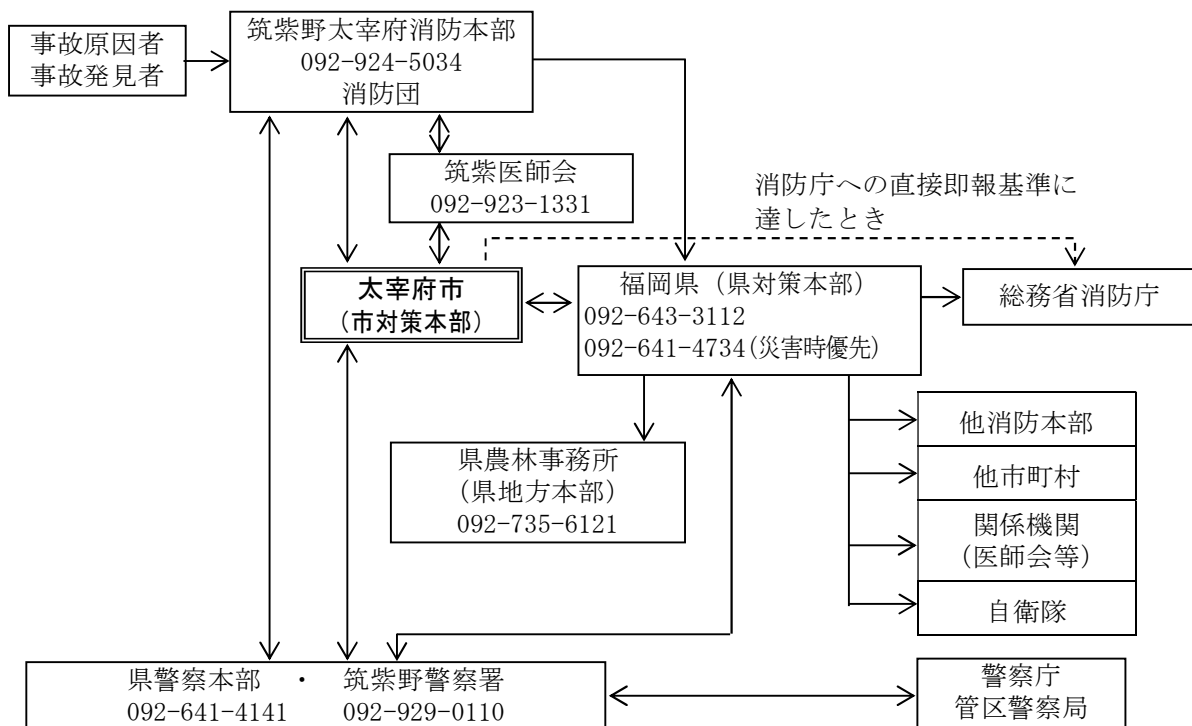 事故原因者
事故発見者
筑紫野太宰府消防本部
092-924-5034
消防団
筑紫医師会
092-923-1331
消防庁への直接即報基準に
達したとき
太宰府市
(市対策本部)
福岡県（県対策本部）
092-643-3112
092-641-4734(災害時優先)
総務省消防庁
県農林事務所
（県地方本部）
092-735-6121
他消防本部
他市町村
関係機関
（医師会等）
自衛隊
県警察本部　・　筑紫野警察署
092-641-4141　092-929-0110
警察庁
管区警察局